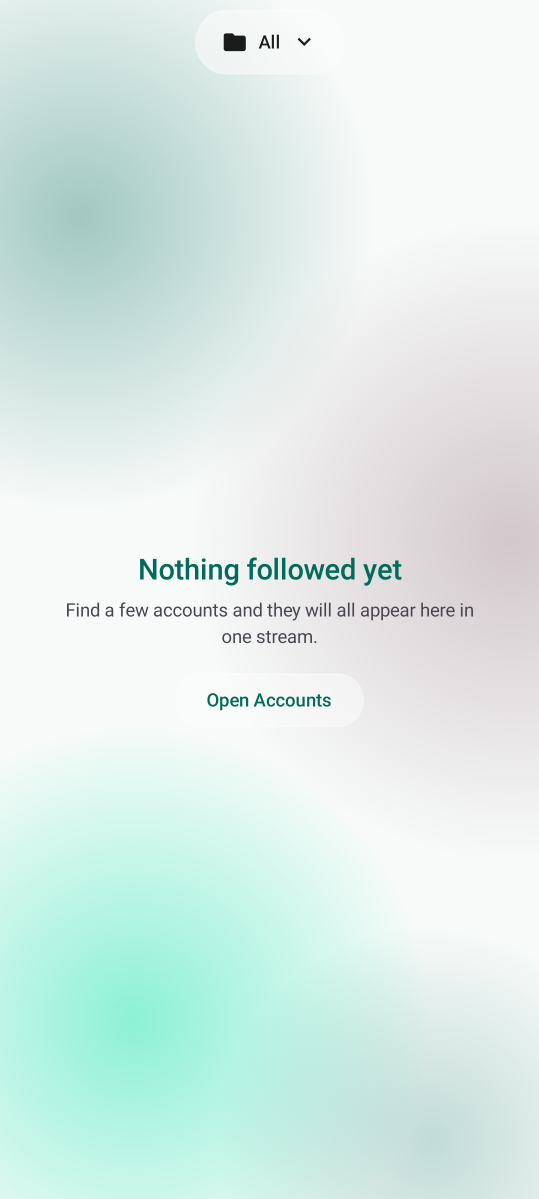 All
Nothing followed yet
Find a few accounts and they will all appear here in
one stream.
Open Accounts